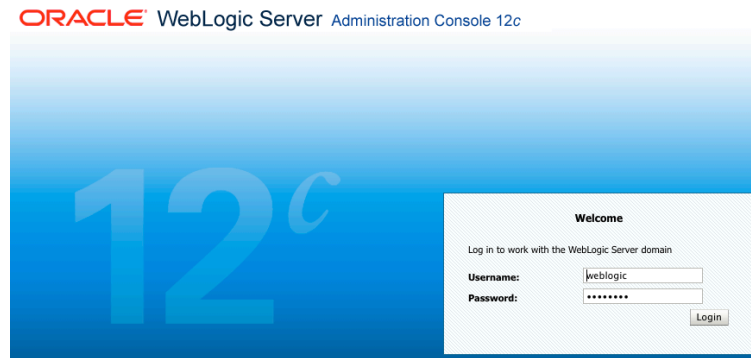 ORACLE WebLogic Server Administration Console 12c
12c
Welcome
Log in to work with the WebLogic Server domain
Username: weblogic
Password: ••••••••
Login